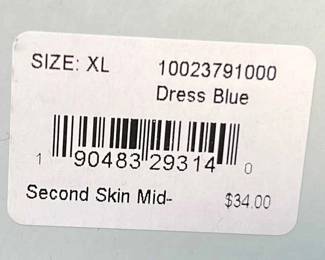 SIZE: XL 10023791000
Dress Blue
1 90483 29314 0
Second Skin Mid- $34.00